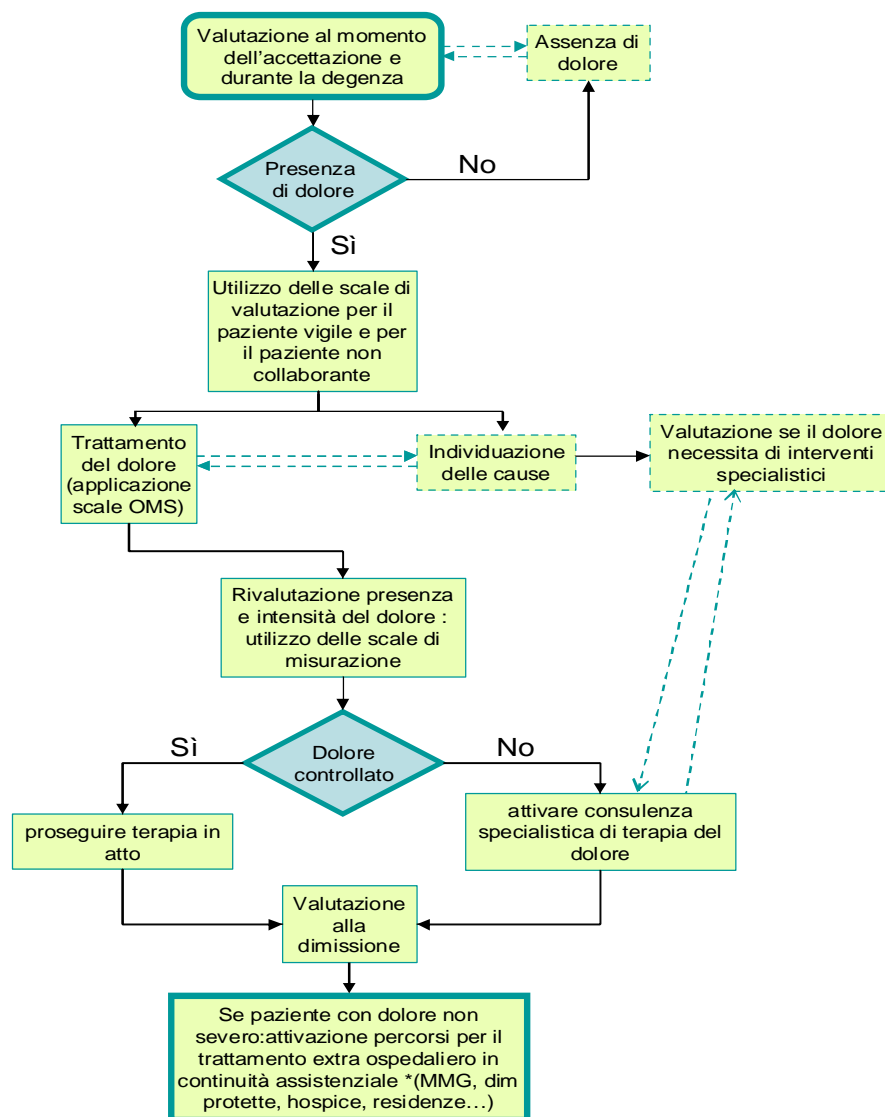 Valutazione al momento
dell'accettazione e
durante la degenza
Assenza di
dolore
Presenza
di dolore
No
Sì
Utilizzo delle scale di
valutazione per il
paziente vigile e per
il paziente non
collaborante
Trattamento
del dolore
(applicazione
scale OMS)
Individuazione
delle cause
Valutazione se il dolore
necessita di interventi
specialistici
Rivalutazione presenza
e intensità del dolore :
utilizzo delle scale di
misurazione
Sì
Dolore
controllato
No
proseguire terapia in
atto
attivare consulenza
specialistica di terapia del
dolore
Valutazione
alla
dimissione
Se paziente con dolore non
severo:attivazione percorsi per il
trattamento extra ospedaliero in
continuità assistenziale *(MMG, dim
protette, hospice, residenze…)